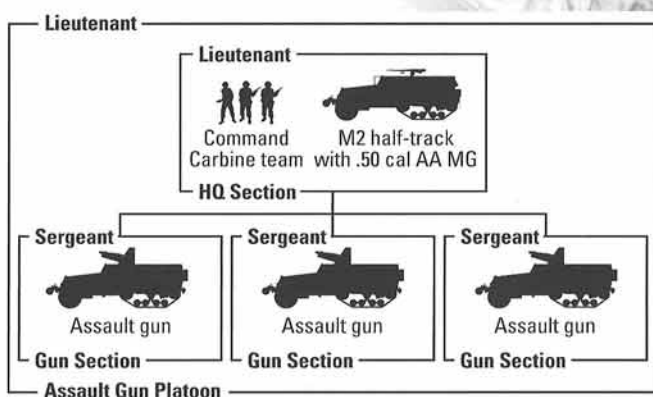 Lieutenant
Lieutenant
Command
Carbine team
M2 half-track
with .50 cal AA MG
HQ Section
Sergeant
Assault gun
Gun Section
Sergeant
Assault gun
Gun Section
Sergeant
Assault gun
Gun Section
Assault Gun Platoon